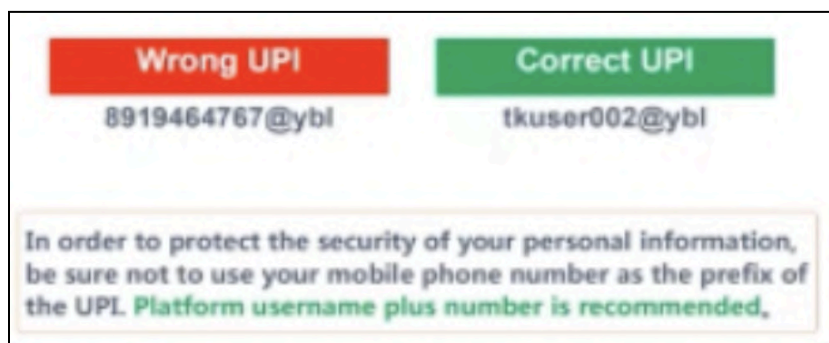 Wrong UPI
Correct UPI
8919464767@ybl
tkuser002@ybl
In order to protect the security of your personal information,
be sure not to use your mobile phone number as the prefix of
the UPI. Platform username plus number is recommended。